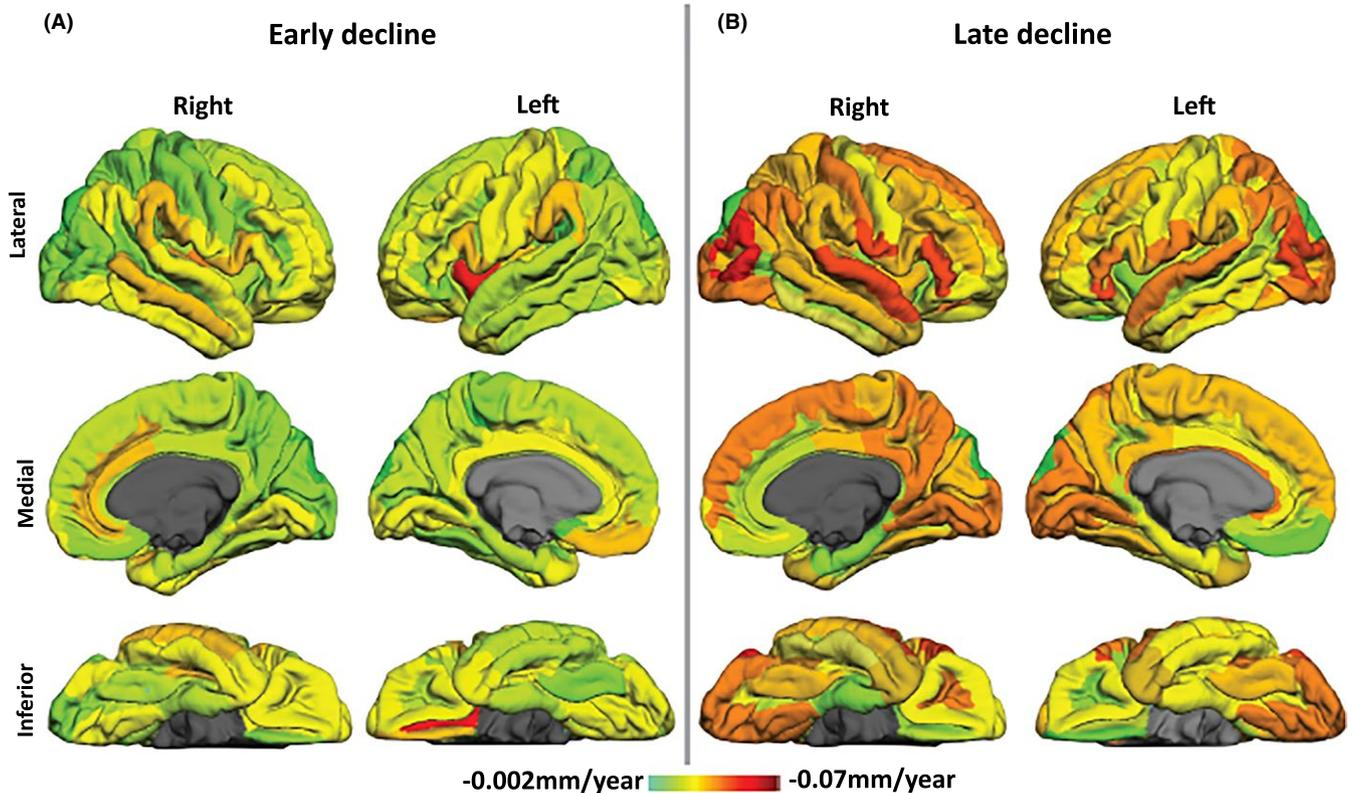 (A)
Early decline
(B)
Late decline
Right
Left
Right
Left
Lateral
Medial
Inferior
-0.002mm/year
-0.07mm/year